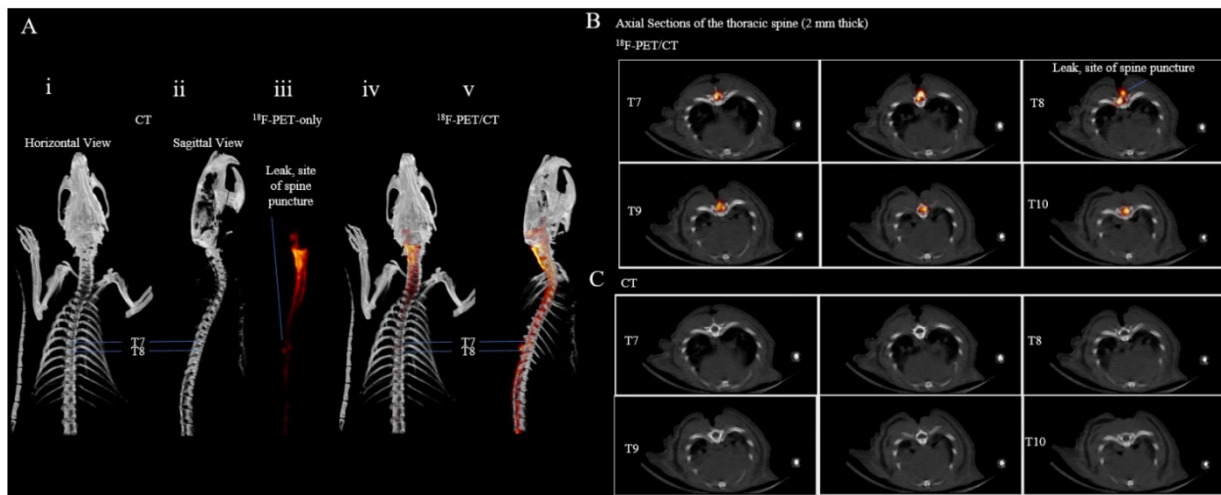 A
i
ii
iii
iv
v
CT
¹⁸F-PET-only
¹⁸F-PET/CT
Horizontal View
Sagittal View
Leak, site
of spine
puncture
T7
T8
T7
T8
B
Axial Sections of the thoracic spine (2 mm thick)
¹⁸F-PET/CT
Leak, site of spine puncture
T7
T8
T9
T10
C
CT
T7
T8
T9
T10